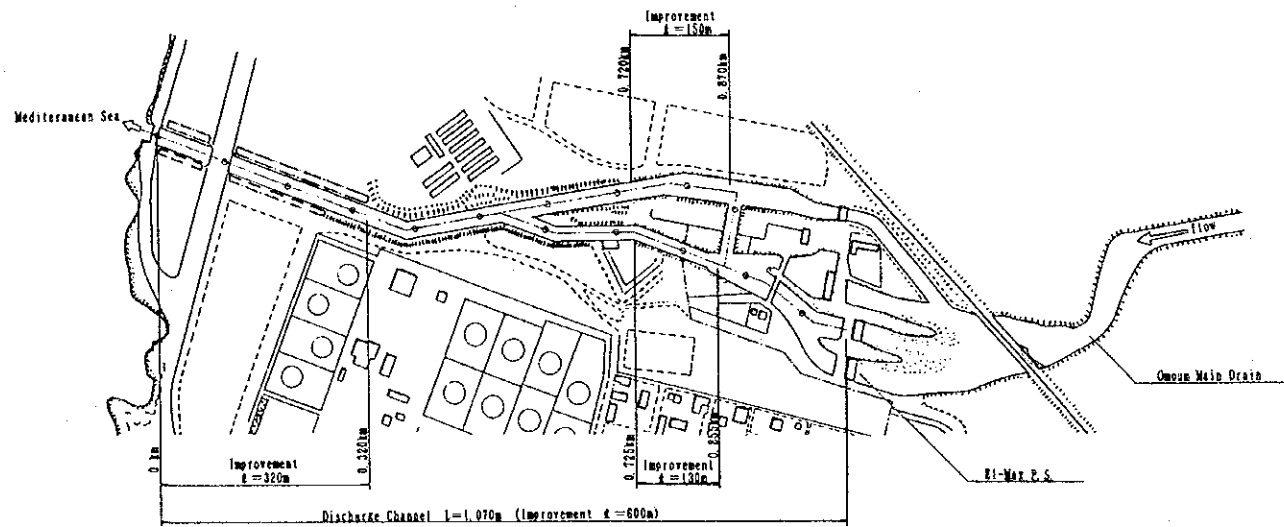 Improvement
ℓ=150m
0.720km
0.870km
Mediteranean Sea
flow
Omoum Main Drain
0 km
0.320km
0.725km
0.855km
Improvement
ℓ=320m
Improvement
ℓ=130m
El-Max P.S.
Discharge Channel L=1,070m (Improvement ℓ=600m)